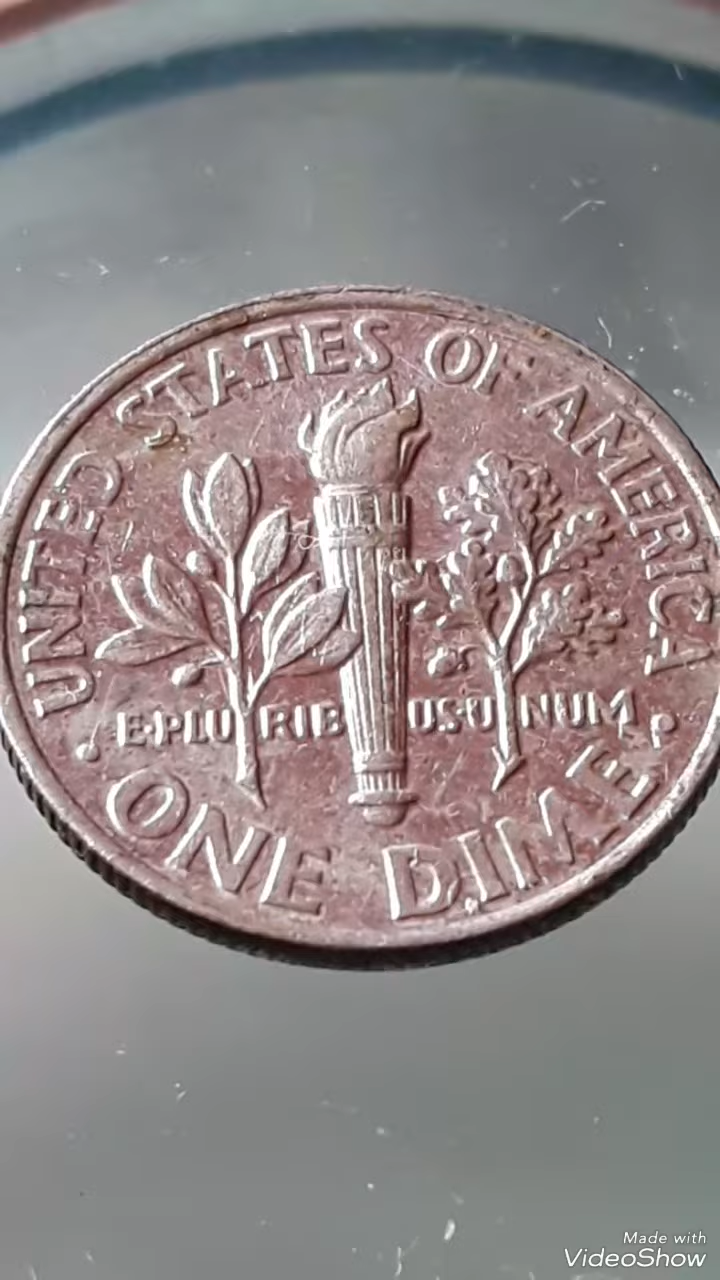 UNITED STATES OF AMERICA
E·PLURIBUS·UNUM
P
· ONE DIME ·
Made with
VideoShow